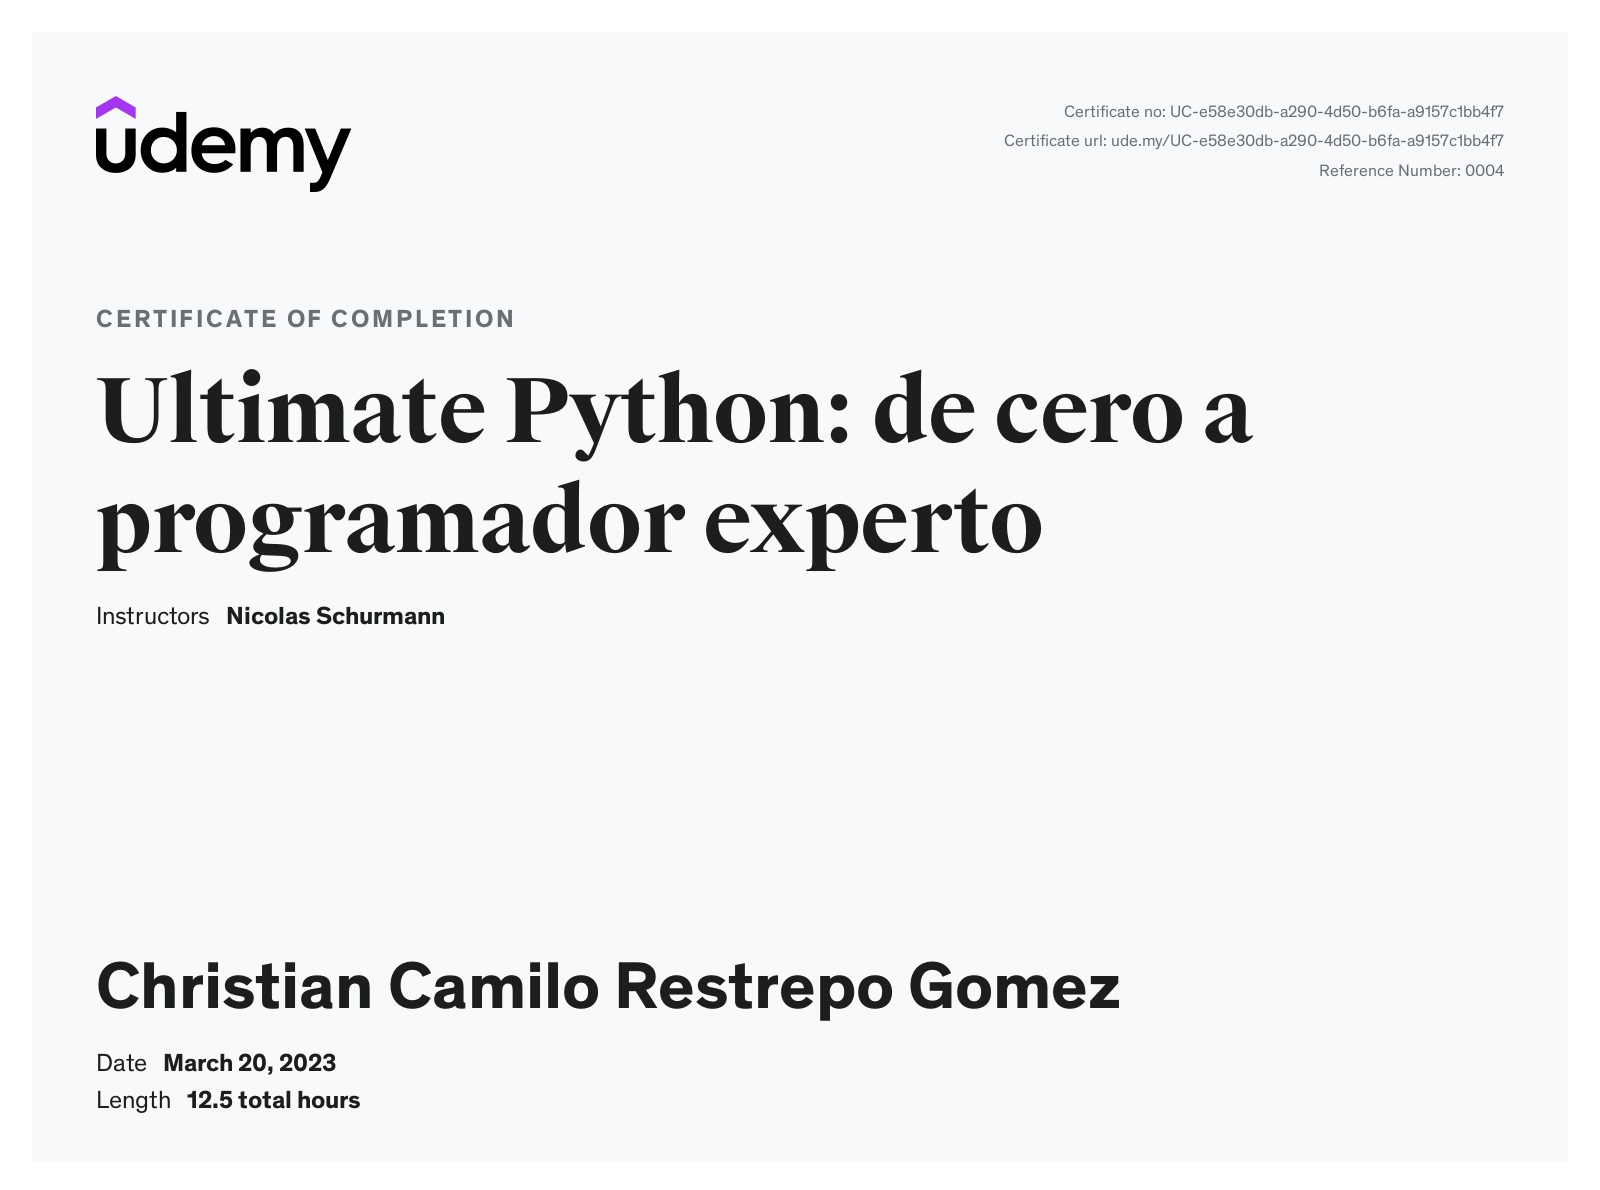 udemy
Certificate no: UC-e58e30db-a290-4d50-b6fa-a9157c1bb4f7
Certificate url: ude.my/UC-e58e30db-a290-4d50-b6fa-a9157c1bb4f7
Reference Number: 0004
CERTIFICATE OF COMPLETION
Ultimate Python: de cero a
programador experto
Instructors Nicolas Schurmann
Christian Camilo Restrepo Gomez
Date March 20, 2023
Length 12.5 total hours